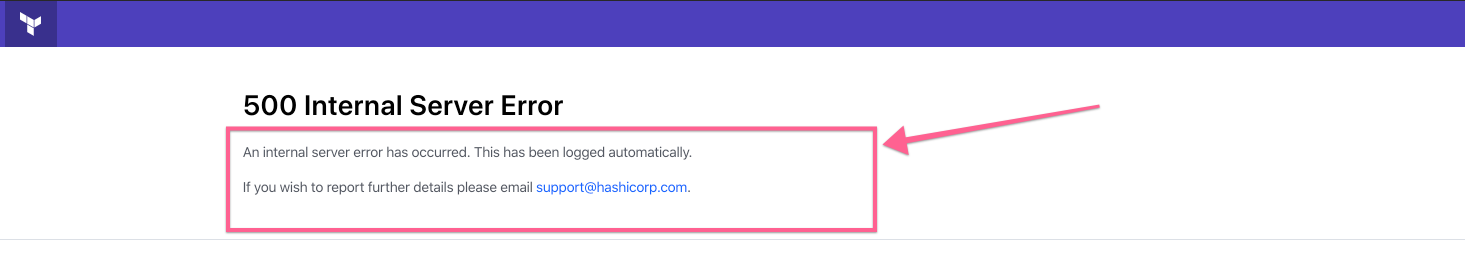 500 Internal Server Error
An internal server error has occurred. This has been logged automatically.
If you wish to report further details please email support@hashicorp.com.